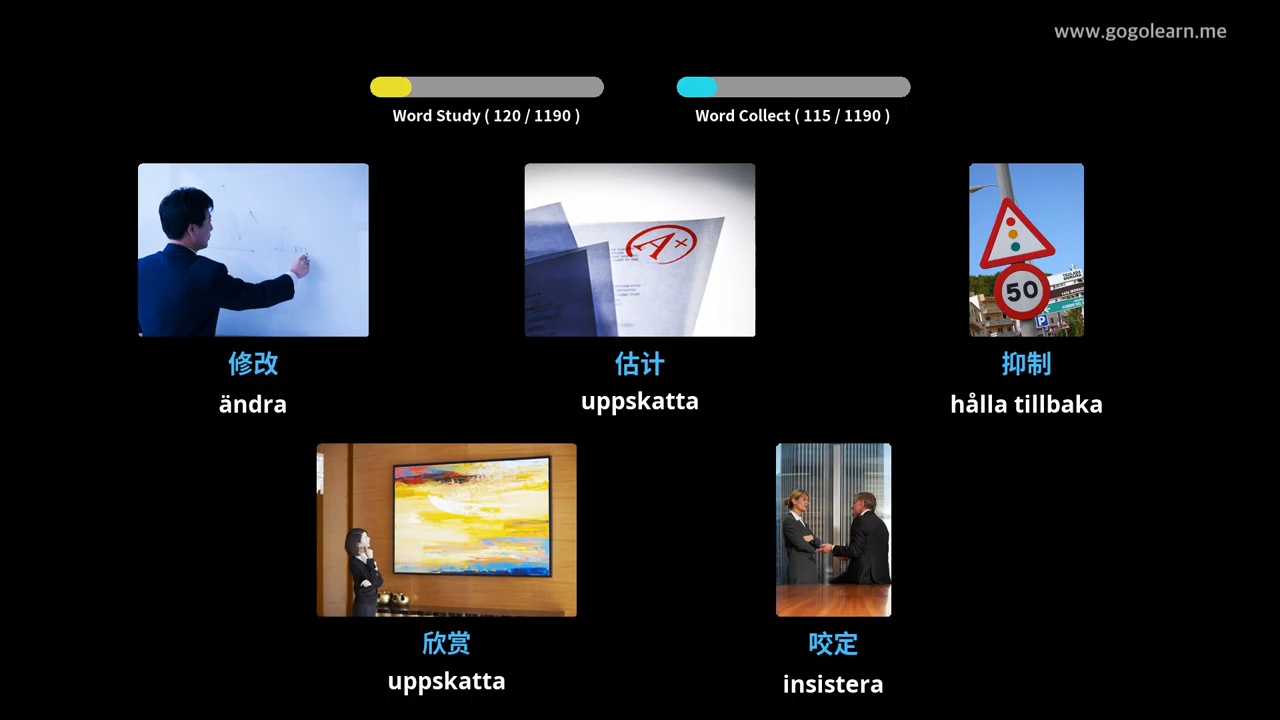 www.gogolearn.me
Word Study ( 120 / 1190 )
Word Collect ( 115 / 1190 )
A+
50
P
修改
ändra
估计
uppskatta
抑制
hålla tillbaka
欣赏
uppskatta
咬定
insistera